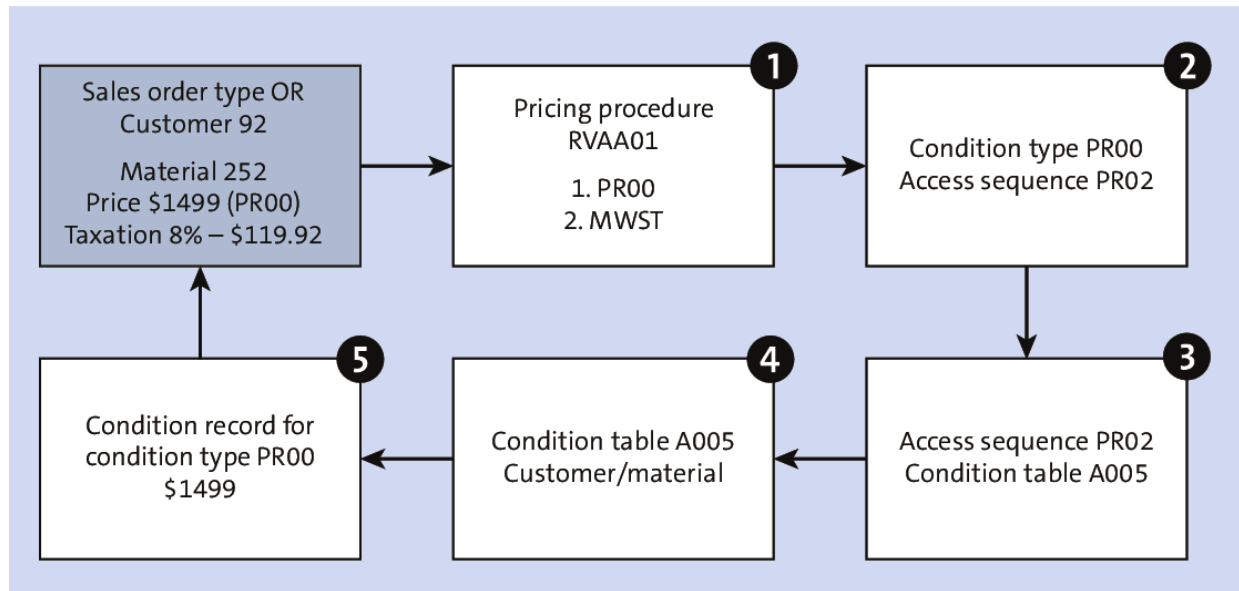 Sales order type OR
Customer 92
Material 252
Price $1499 (PR00)
Taxation 8% – $119.92
1
Pricing procedure
RVAA01
1. PR00
2. MWST
2
Condition type PR00
Access sequence PR02
3
Access sequence PR02
Condition table A005
4
Condition table A005
Customer/material
5
Condition record for
condition type PR00
$1499